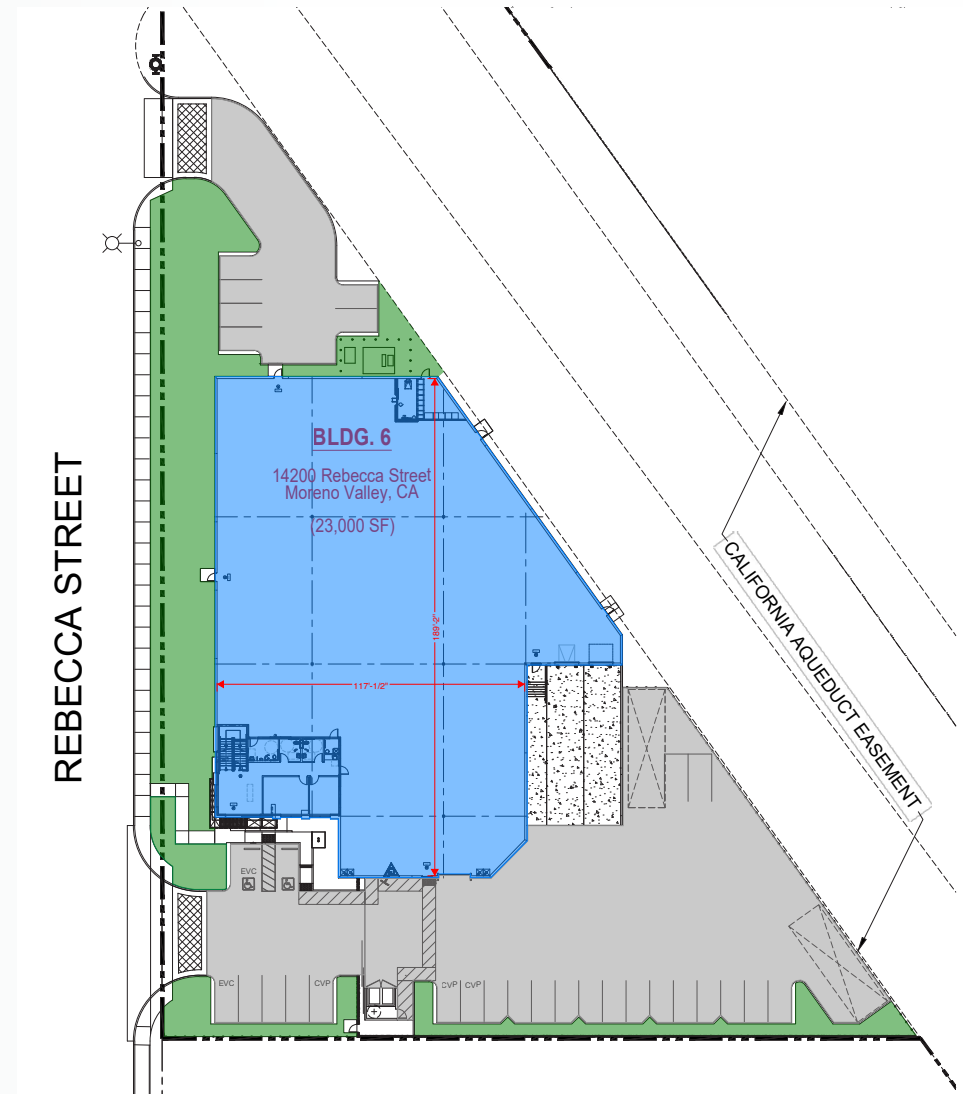 BLDG. 6
14200 Rebecca Street
Moreno Valley, CA
(23,000 SF)
REBECCA STREET
189'-2"
117'-1/2"
CALIFORNIA AQUEDUCT EASEMENT
EVC
EVC
CVP
CVP
CVP